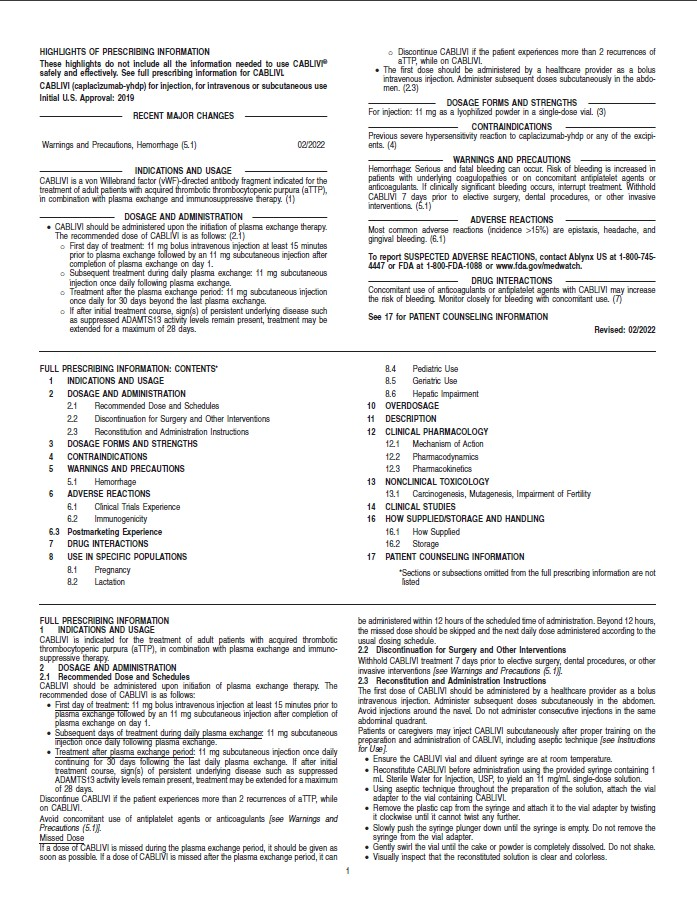 HIGHLIGHTS OF PRESCRIBING INFORMATION
These highlights do not include all the information needed to use CABLIVI®
safely and effectively. See full prescribing information for CABLIVI.
CABLIVI (caplacizumab-yhdp) for injection, for intravenous or subcutaneous use
Initial U.S. Approval: 2019
RECENT MAJOR CHANGES
Warnings and Precautions, Hemorrhage (5.1) 02/2022
INDICATIONS AND USAGE
CABLIVI is a von Willebrand factor (vWF)-directed antibody fragment indicated for the
treatment of adult patients with acquired thrombotic thrombocytopenic purpura (aTTP),
in combination with plasma exchange and immunosuppressive therapy. (1)
DOSAGE AND ADMINISTRATION
• CABLIVI should be administered upon the initiation of plasma exchange therapy.
The recommended dose of CABLIVI is as follows: (2.1)
o First day of treatment: 11 mg bolus intravenous injection at least 15 minutes
prior to plasma exchange followed by an 11 mg subcutaneous injection after
completion of plasma exchange on day 1.
o Subsequent treatment during daily plasma exchange: 11 mg subcutaneous
injection once daily following plasma exchange.
o Treatment after the plasma exchange period: 11 mg subcutaneous injection
once daily for 30 days beyond the last plasma exchange.
o If after initial treatment course, sign(s) of persistent underlying disease such
as suppressed ADAMTS13 activity levels remain present, treatment may be
extended for a maximum of 28 days.
o Discontinue CABLIVI if the patient experiences more than 2 recurrences of
aTTP, while on CABLIVI.
• The first dose should be administered by a healthcare provider as a bolus
intravenous injection. Administer subsequent doses subcutaneously in the abdo-
men. (2.3)
DOSAGE FORMS AND STRENGTHS
For injection: 11 mg as a lyophilized powder in a single-dose vial. (3)
CONTRAINDICATIONS
Previous severe hypersensitivity reaction to caplacizumab-yhdp or any of the excipi-
ents. (4)
WARNINGS AND PRECAUTIONS
Hemorrhage: Serious and fatal bleeding can occur. Risk of bleeding is increased in
patients with underlying coagulopathies or on concomitant antiplatelet agents or
anticoagulants. If clinically significant bleeding occurs, interrupt treatment. Withhold
CABLIVI 7 days prior to elective surgery, dental procedures, or other invasive
interventions. (5.1)
ADVERSE REACTIONS
Most common adverse reactions (incidence >15%) are epistaxis, headache, and
gingival bleeding. (6.1)
To report SUSPECTED ADVERSE REACTIONS, contact Ablynx US at 1-800-745-
4447 or FDA at 1-800-FDA-1088 or www.fda.gov/medwatch.
DRUG INTERACTIONS
Concomitant use of anticoagulants or antiplatelet agents with CABLIVI may increase
the risk of bleeding. Monitor closely for bleeding with concomitant use. (7)
See 17 for PATIENT COUNSELING INFORMATION
Revised: 02/2022
FULL PRESCRIBING INFORMATION: CONTENTS*
1 INDICATIONS AND USAGE
2 DOSAGE AND ADMINISTRATION
2.1 Recommended Dose and Schedules
2.2 Discontinuation for Surgery and Other Interventions
2.3 Reconstitution and Administration Instructions
3 DOSAGE FORMS AND STRENGTHS
4 CONTRAINDICATIONS
5 WARNINGS AND PRECAUTIONS
5.1 Hemorrhage
6 ADVERSE REACTIONS
6.1 Clinical Trials Experience
6.2 Immunogenicity
6.3 Postmarketing Experience
7 DRUG INTERACTIONS
8 USE IN SPECIFIC POPULATIONS
8.1 Pregnancy
8.2 Lactation
8.4 Pediatric Use
8.5 Geriatric Use
8.6 Hepatic Impairment
10 OVERDOSAGE
11 DESCRIPTION
12 CLINICAL PHARMACOLOGY
12.1 Mechanism of Action
12.2 Pharmacodynamics
12.3 Pharmacokinetics
13 NONCLINICAL TOXICOLOGY
13.1 Carcinogenesis, Mutagenesis, Impairment of Fertility
14 CLINICAL STUDIES
16 HOW SUPPLIED/STORAGE AND HANDLING
16.1 How Supplied
16.2 Storage
17 PATIENT COUNSELING INFORMATION
*Sections or subsections omitted from the full prescribing information are not
listed
FULL PRESCRIBING INFORMATION
1 INDICATIONS AND USAGE
CABLIVI is indicated for the treatment of adult patients with acquired thrombotic
thrombocytopenic purpura (aTTP), in combination with plasma exchange and immuno-
suppressive therapy.
2 DOSAGE AND ADMINISTRATION
2.1 Recommended Dose and Schedules
CABLIVI should be administered upon initiation of plasma exchange therapy. The
recommended dose of CABLIVI is as follows:
• First day of treatment: 11 mg bolus intravenous injection at least 15 minutes prior to
plasma exchange followed by an 11 mg subcutaneous injection after completion of
plasma exchange on day 1.
• Subsequent days of treatment during daily plasma exchange: 11 mg subcutaneous
injection once daily following plasma exchange.
• Treatment after plasma exchange period: 11 mg subcutaneous injection once daily
continuing for 30 days following the last daily plasma exchange. If after initial
treatment course, sign(s) of persistent underlying disease such as suppressed
ADAMTS13 activity levels remain present, treatment may be extended for a maximum
of 28 days.
Discontinue CABLIVI if the patient experiences more than 2 recurrences of aTTP, while
on CABLIVI.
Avoid concomitant use of antiplatelet agents or anticoagulants [see Warnings and
Precautions (5.1)].
Missed Dose
If a dose of CABLIVI is missed during the plasma exchange period, it should be given as
soon as possible. If a dose of CABLIVI is missed after the plasma exchange period, it can
be administered within 12 hours of the scheduled time of administration. Beyond 12 hours,
the missed dose should be skipped and the next daily dose administered according to the
usual dosing schedule.
2.2 Discontinuation for Surgery and Other Interventions
Withhold CABLIVI treatment 7 days prior to elective surgery, dental procedures, or other
invasive interventions [see Warnings and Precautions (5.1)].
2.3 Reconstitution and Administration Instructions
The first dose of CABLIVI should be administered by a healthcare provider as a bolus
intravenous injection. Administer subsequent doses subcutaneously in the abdomen.
Avoid injections around the navel. Do not administer consecutive injections in the same
abdominal quadrant.
Patients or caregivers may inject CABLIVI subcutaneously after proper training on the
preparation and administration of CABLIVI, including aseptic technique [see Instructions
for Use].
• Ensure the CABLIVI vial and diluent syringe are at room temperature.
• Reconstitute CABLIVI before administration using the provided syringe containing 1
mL Sterile Water for Injection, USP, to yield an 11 mg/mL single-dose solution.
• Using aseptic technique throughout the preparation of the solution, attach the vial
adapter to the vial containing CABLIVI.
• Remove the plastic cap from the syringe and attach it to the vial adapter by twisting
it clockwise until it cannot twist any further.
• Slowly push the syringe plunger down until the syringe is empty. Do not remove the
syringe from the vial adapter.
• Gently swirl the vial until the cake or powder is completely dissolved. Do not shake.
• Visually inspect that the reconstituted solution is clear and colorless.
1